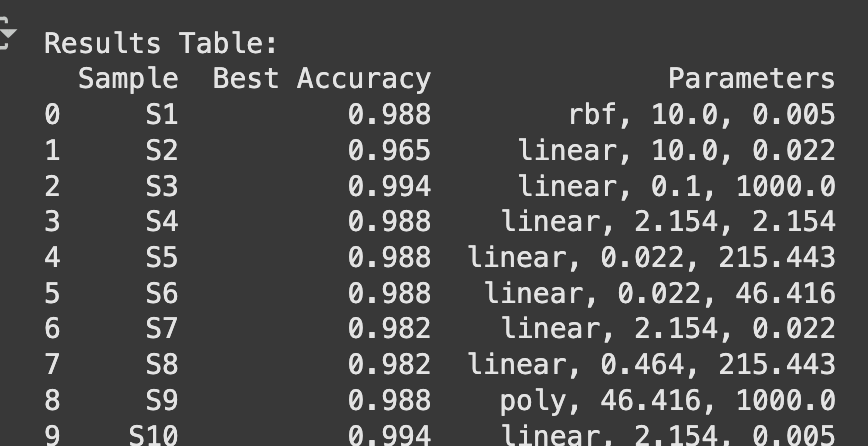 Results Table:
Sample Best Accuracy Parameters
0 S1 0.988 rbf, 10.0, 0.005
1 S2 0.965 linear, 10.0, 0.022
2 S3 0.994 linear, 0.1, 1000.0
3 S4 0.988 linear, 2.154, 2.154
4 S5 0.988 linear, 0.022, 215.443
5 S6 0.988 linear, 0.022, 46.416
6 S7 0.982 linear, 2.154, 0.022
7 S8 0.982 linear, 0.464, 215.443
8 S9 0.988 poly, 46.416, 1000.0
9 S10 0.994 linear, 2.154, 0.005